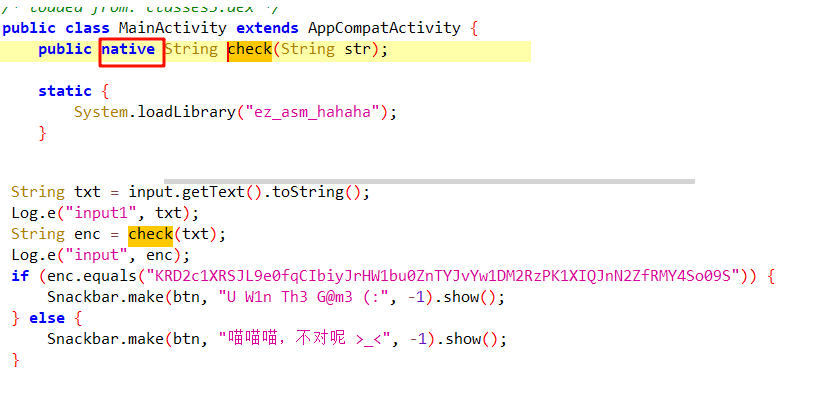 /* loaded from: classes3.dex */
public class MainActivity extends AppCompatActivity {
public native String check(String str);
static {
System.loadLibrary("ez_asm_hahaha");
}
String txt = input.getText().toString();
Log.e("input1", txt);
String enc = check(txt);
Log.e("input", enc);
if (enc.equals("KRD2c1XRSJL9e0fqCIbiyJrHW1bu0ZnTYJvYw1DM2RzPK1XIQJnN2ZfRMY4So09S")) {
Snackbar.make(btn, "U W1n Th3 G@m3 (:", -1).show();
} else {
Snackbar.make(btn, "喵喵喵，不对呢 >_<", -1).show();
}